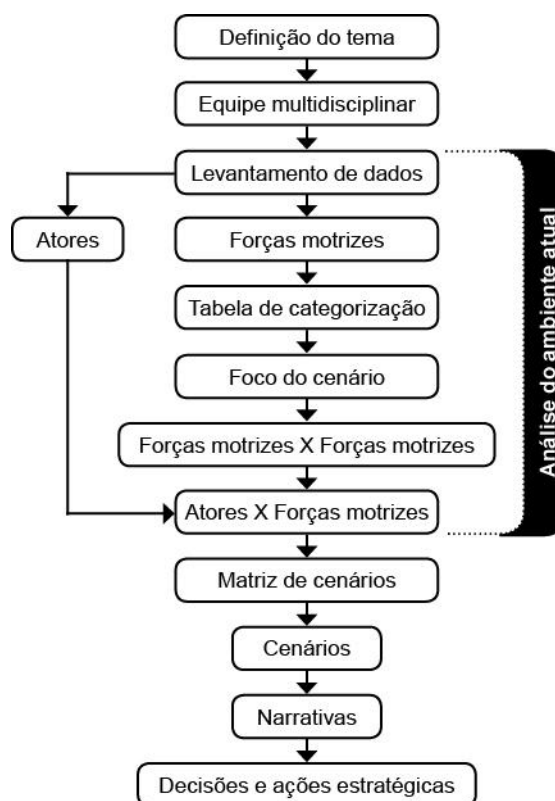 Definição do tema
Equipe multidisciplinar
Levantamento de dados
Atores
Forças motrizes
Tabela de categorização
Foco do cenário
Forças motrizes X Forças motrizes
Atores X Forças motrizes
Análise do ambiente atual
Matriz de cenários
Cenários
Narrativas
Decisões e ações estratégicas